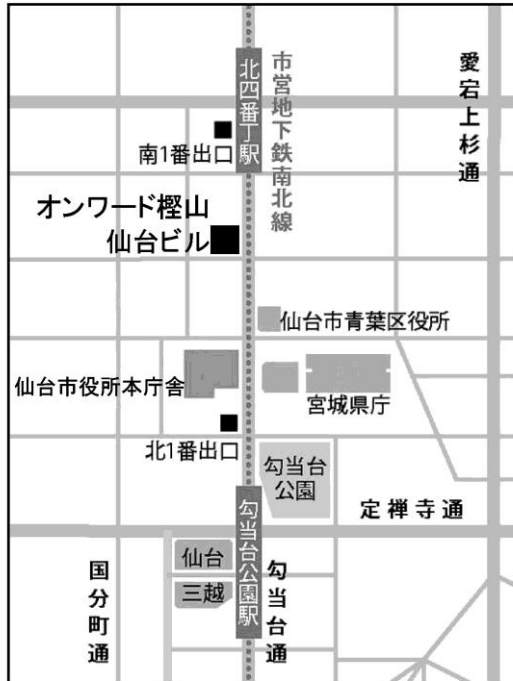 北四番丁駅
市営地下鉄南北線
愛宕上杉通
南1番出口
オンワード樫山
仙台ビル
仙台市青葉区役所
仙台市役所本庁舎
宮城県庁
北1番出口
勾当台
公園
定禅寺通
勾当台公園駅
仙台
三越
国分町通
勾当台通